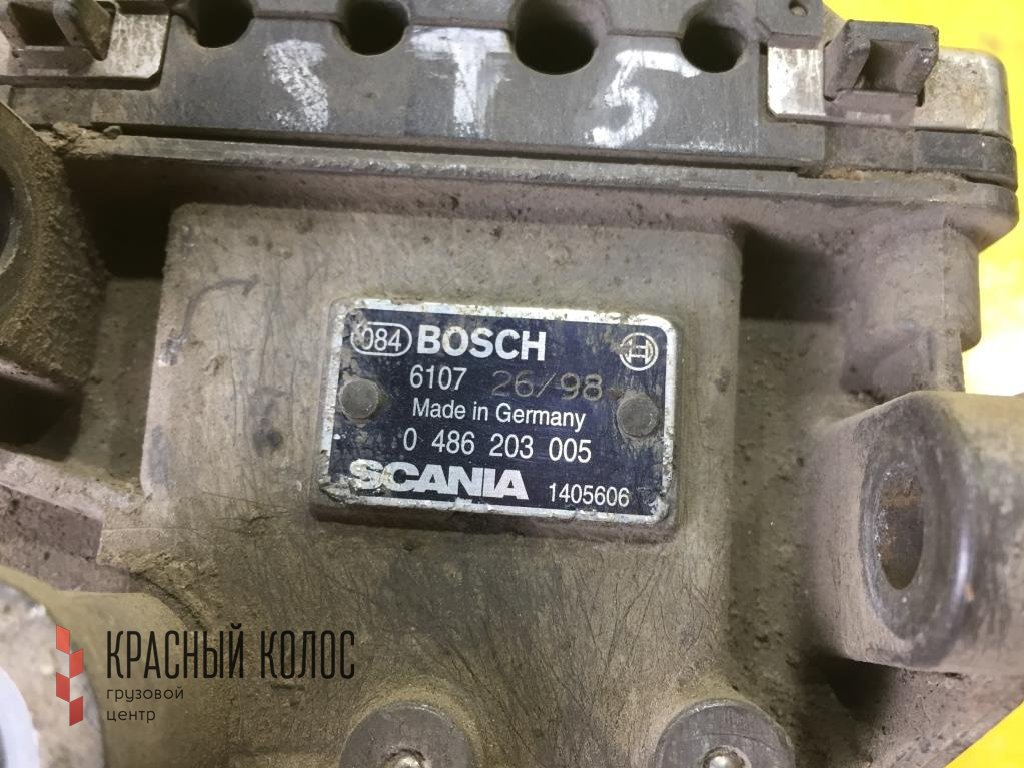 ST5
084 BOSCH
6107 26/98
Made in Germany
0 486 203 005
SCANIA 1405606
КРАСНЫЙ КОЛОС
грузовой
центр